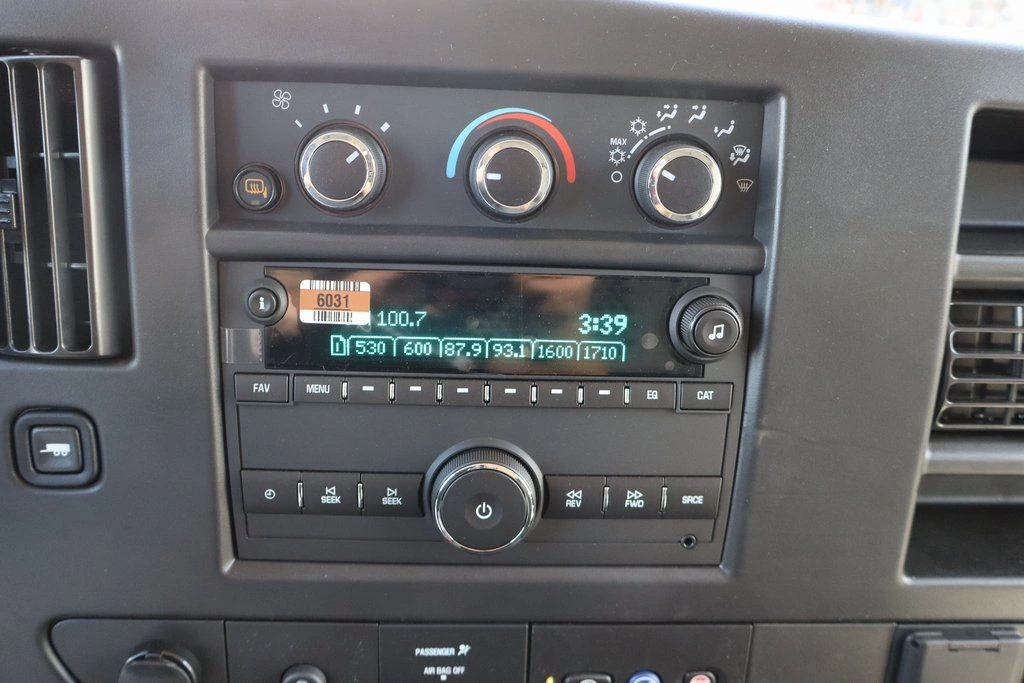 MAX
i
6031
100.7
3:39
1 530 600 87.9 93.1 1600 1710
FAV MENU EQ CAT
SEEK SEEK REV FWD SRCE
PASSENGER
AIR BAG OFF